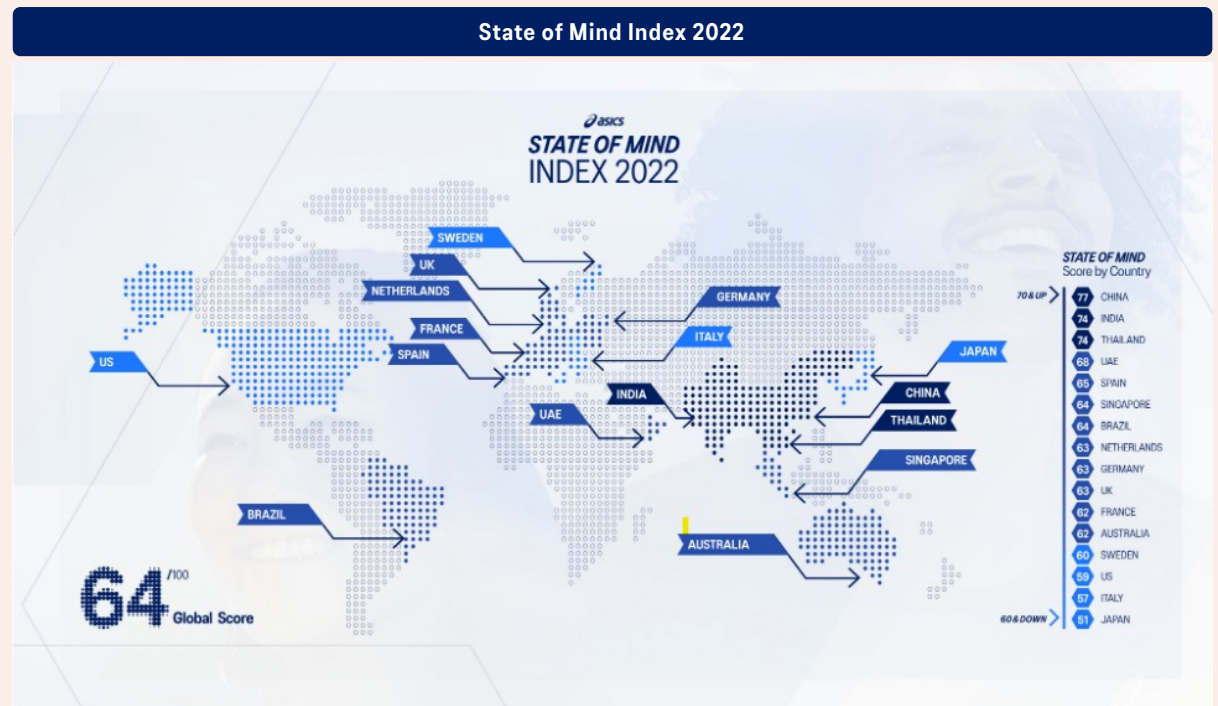 State of Mind Index 2022
asics
STATE OF MIND
INDEX 2022
SWEDEN
UK
NETHERLANDS
FRANCE
SPAIN
US
GERMANY
ITALY
JAPAN
INDIA
CHINA
UAE
THAILAND
SINGAPORE
BRAZIL
AUSTRALIA
64/100
Global Score
STATE OF MIND
Score by Country
70 & UP
77 CHINA
74 INDIA
74 THAILAND
68 UAE
65 SPAIN
64 SINGAPORE
64 BRAZIL
63 NETHERLANDS
63 GERMANY
63 UK
62 FRANCE
62 AUSTRALIA
60 SWEDEN
59 US
57 ITALY
60 & DOWN
51 JAPAN